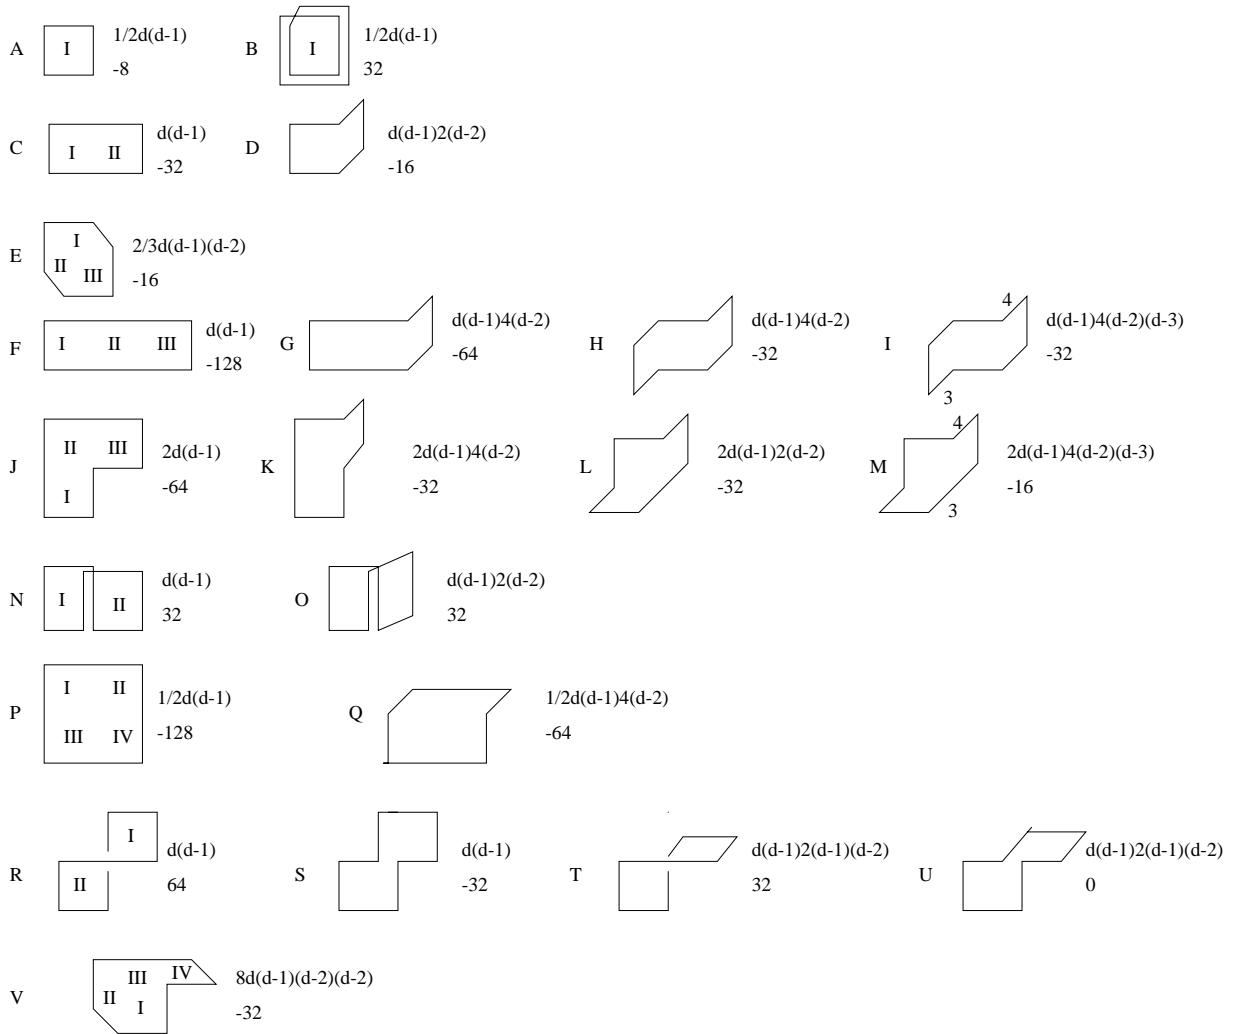 A I 1/2d(d-1) B I 1/2d(d-1)
-8 32
C I II d(d-1) D d(d-1)2(d-2)
-32 -16
E I II III 2/3d(d-1)(d-2)
-16
F I II III d(d-1) G d(d-1)4(d-2) H d(d-1)4(d-2) I 4 3 d(d-1)4(d-2)(d-3)
-128 -64 -32 -32
J II III I 2d(d-1) K 2d(d-1)4(d-2) L 2d(d-1)2(d-2) M 4 3 2d(d-1)4(d-2)(d-3)
-64 -32 -32 -16
N I II d(d-1) O d(d-1)2(d-2)
32 32
P I II III IV 1/2d(d-1) Q 1/2d(d-1)4(d-2)
-128 -64
R I II d(d-1) S d(d-1) T d(d-1)2(d-1)(d-2) U d(d-1)2(d-1)(d-2)
64 -32 32 0
V II III I IV 8d(d-1)(d-2)(d-2)
-32